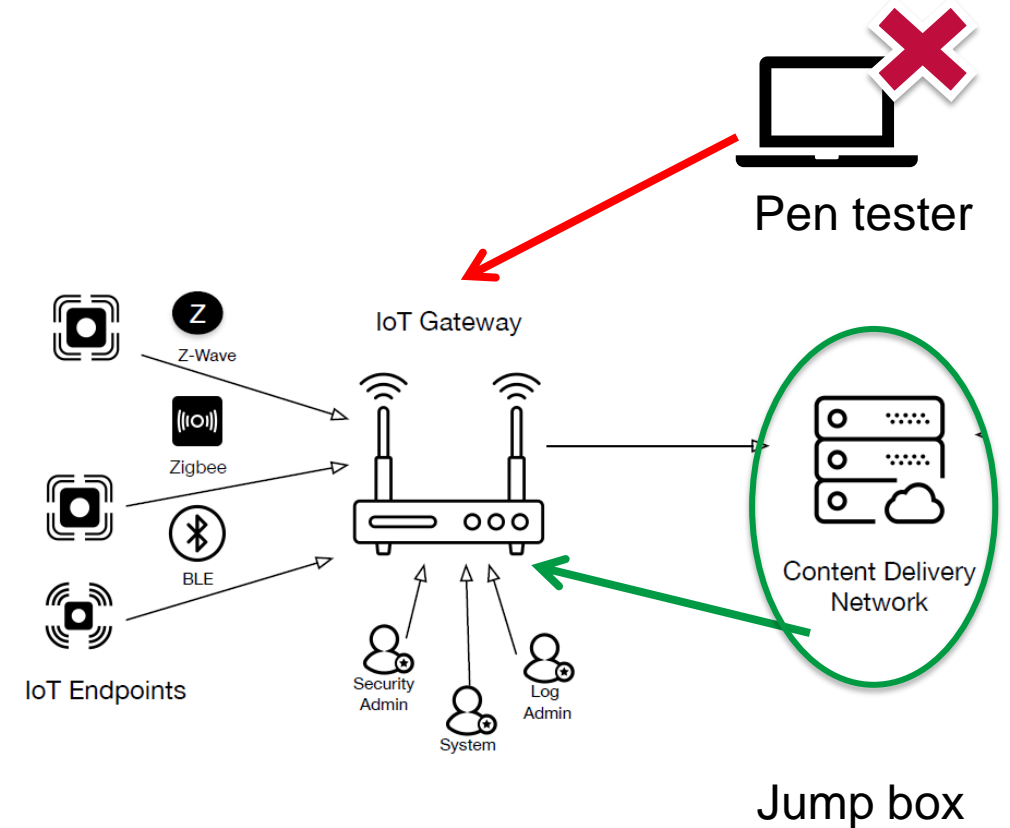 Pen tester
IoT Gateway
Z
Z-Wave
Zigbee
BLE
IoT Endpoints
Content Delivery
Network
Security
Admin
System
Log
Admin
Jump box